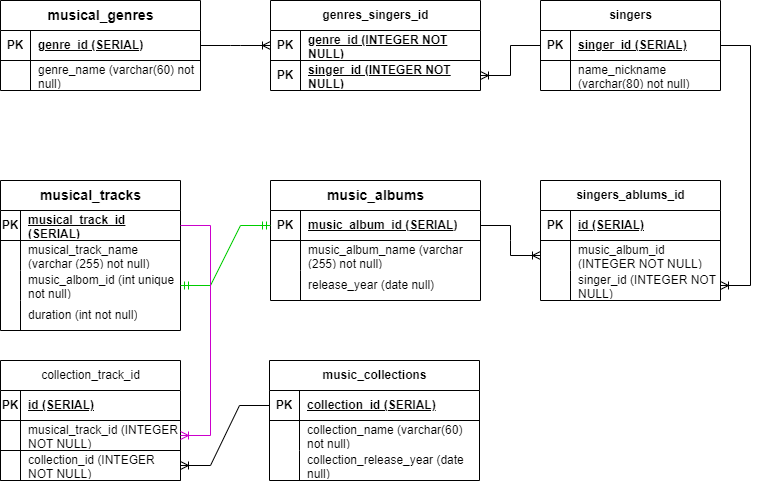 musical_genres
PK
genre_id (SERIAL)
genre_name (varchar(60) not
null)
genres_singers_id
PK
genre_id (INTEGER NOT
NULL)
PK
singer_id (INTEGER NOT
NULL)
singers
PK
singer_id (SERIAL)
name_nickname
(varchar(80) not null)
musical_tracks
PK
musical_track_id
(SERIAL)
musical_track_name
(varchar (255) not null)
music_albom_id (int unique
not null)
duration (int not null)
music_albums
PK
music_album_id (SERIAL)
music_album_name (varchar
(255) not null)
release_year (date null)
singers_ablums_id
PK
id (SERIAL)
music_album_id
(INTEGER NOT NULL)
singer_id (INTEGER NOT
NULL)
collection_track_id
PK
id (SERIAL)
musical_track_id (INTEGER
NOT NULL)
collection_id (INTEGER
NOT NULL)
music_collections
PK
collection_id (SERIAL)
collection_name (varchar(60)
not null)
collection_release_year (date
null)